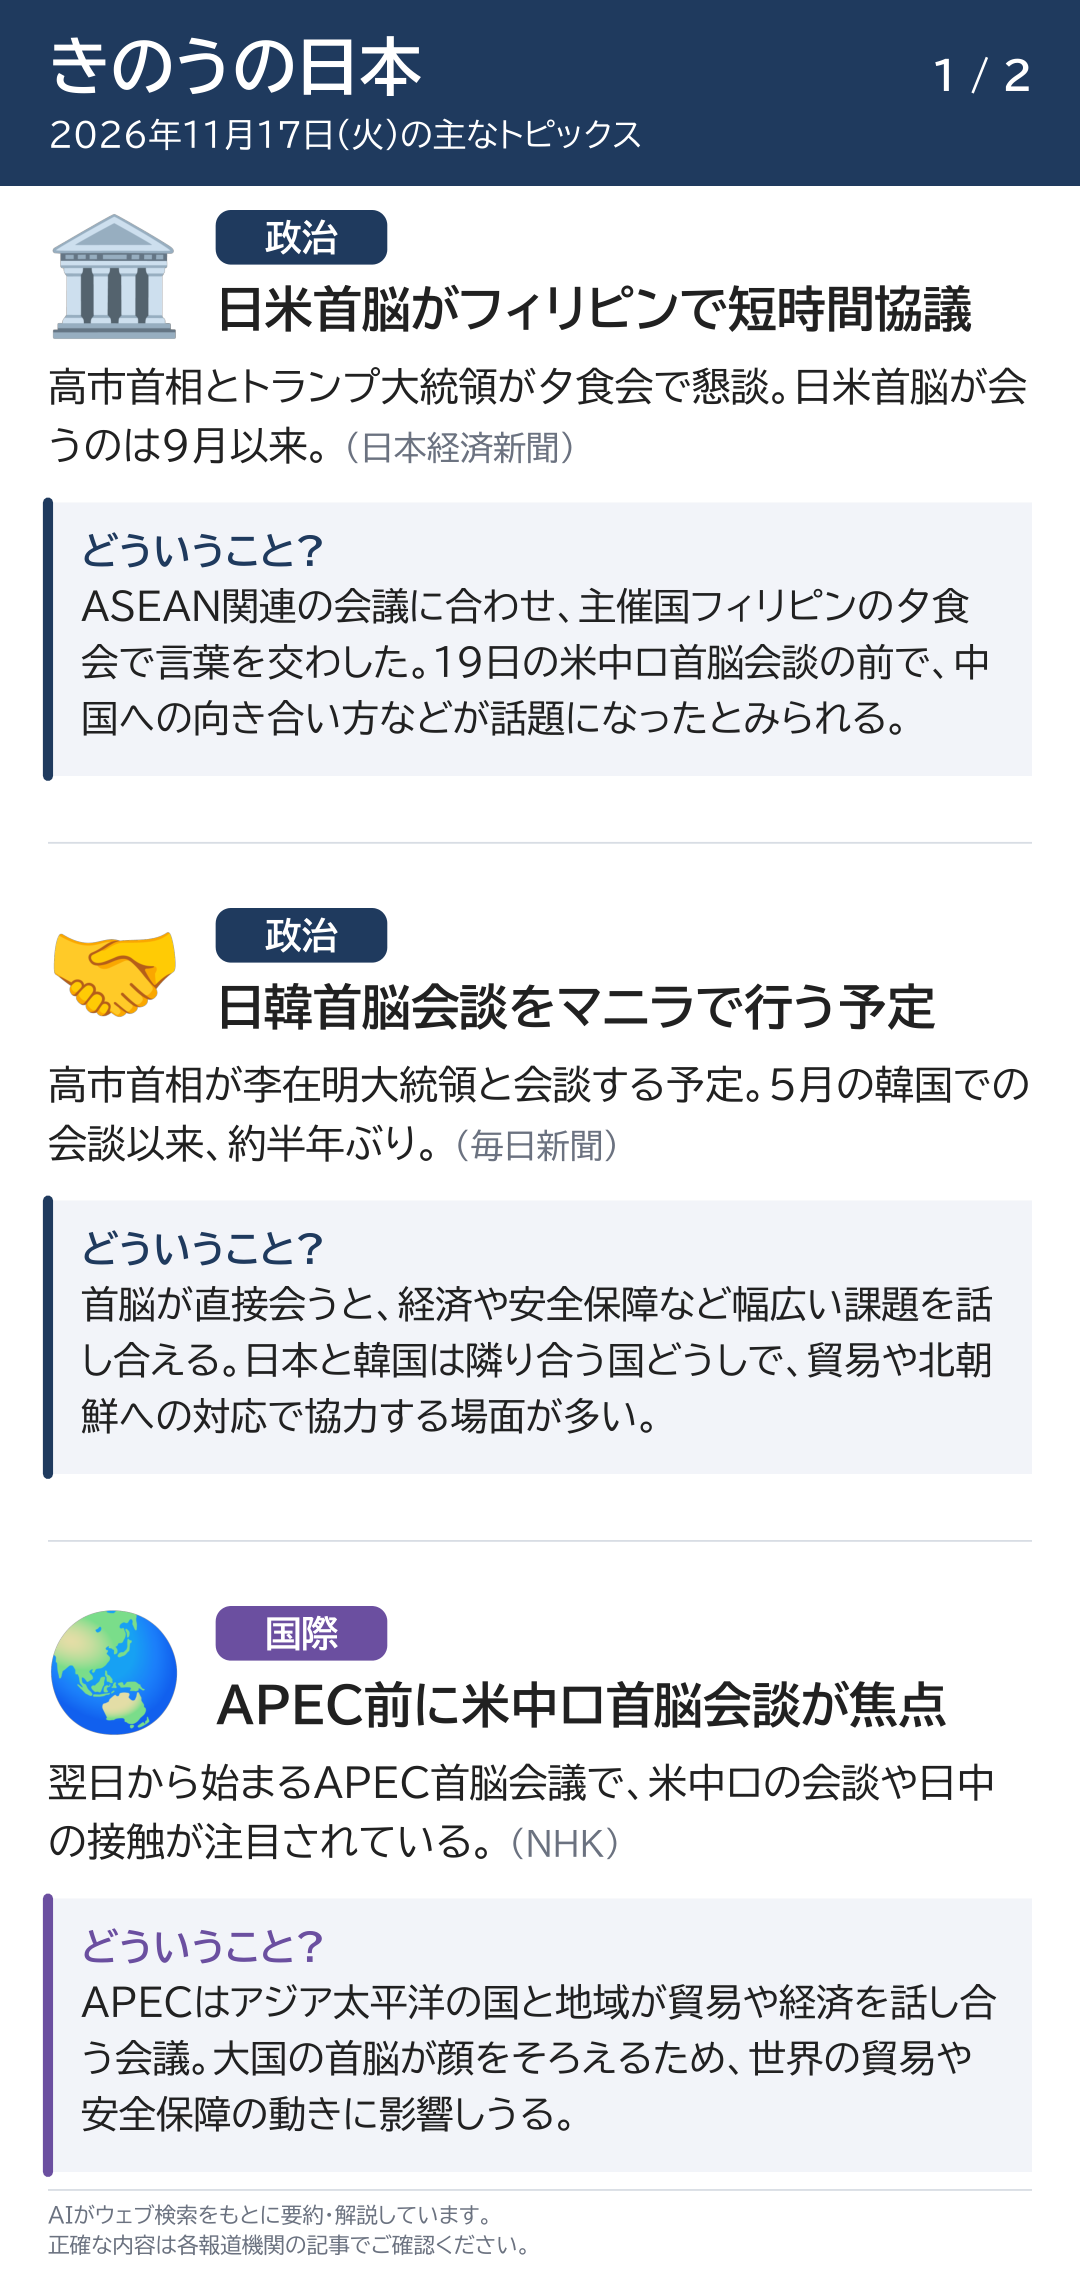 きのうの日本
1 / 2
2026年11月17日(火)の主なトピックス
政治
日米首脳がフィリピンで短時間協議
高市首相とトランプ大統領が夕食会で懇談。日米首脳が会
うのは9月以来。(日本経済新聞)
どういうこと?
ASEAN関連の会議に合わせ、主催国フィリピンの夕食
会で言葉を交わした。19日の米中ロ首脳会談の前で、中
国への向き合い方などが話題になったとみられる。
政治
日韓首脳会談をマニラで行う予定
高市首相が李在明大統領と会談する予定。5月の韓国での
会談以来、約半年ぶり。(毎日新聞)
どういうこと?
首脳が直接会うと、経済や安全保障など幅広い課題を話
し合える。日本と韓国は隣り合う国どうしで、貿易や北朝
鮮への対応で協力する場面が多い。
国際
APEC前に米中ロ首脳会談が焦点
翌日から始まるAPEC首脳会議で、米中ロの会談や日中
の接触が注目されている。(NHK)
どういうこと?
APECはアジア太平洋の国と地域が貿易や経済を話し合
う会議。大国の首脳が顔をそろえるため、世界の貿易や
安全保障の動きに影響しうる。
AIがウェブ検索をもとに要約・解説しています。
正確な内容は各報道機関の記事でご確認ください。